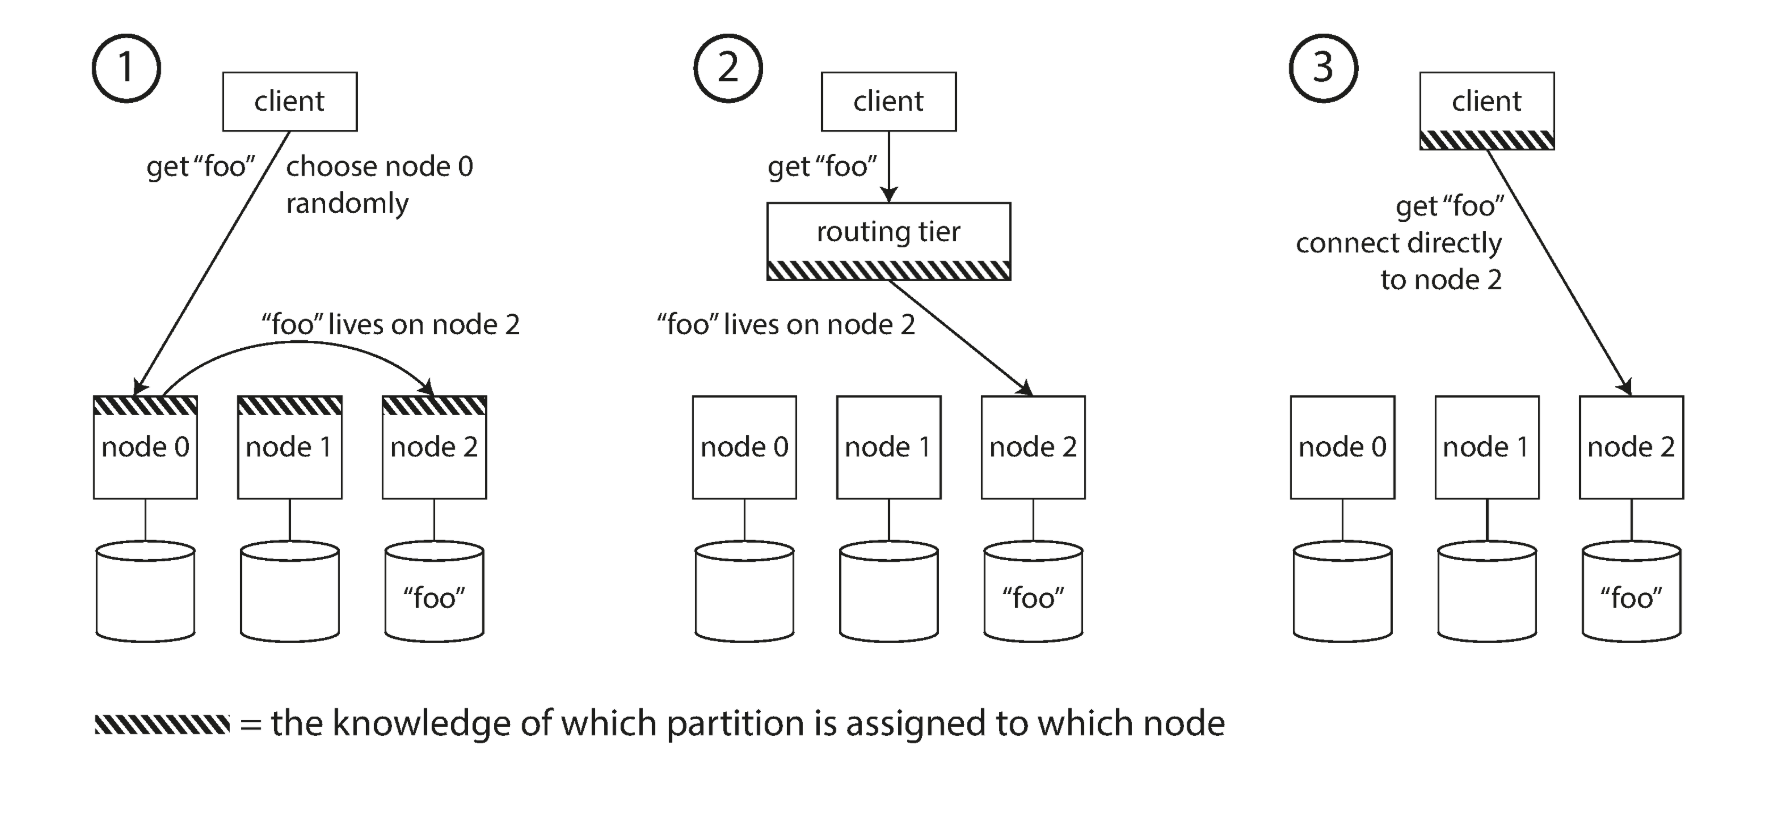 1
client
get “foo”
choose node 0
randomly
“foo” lives on node 2
node 0
node 1
node 2
“foo”
2
client
get “foo”
routing tier
“foo” lives on node 2
node 0
node 1
node 2
“foo”
3
client
get “foo”
connect directly
to node 2
node 0
node 1
node 2
“foo”
= the knowledge of which partition is assigned to which node